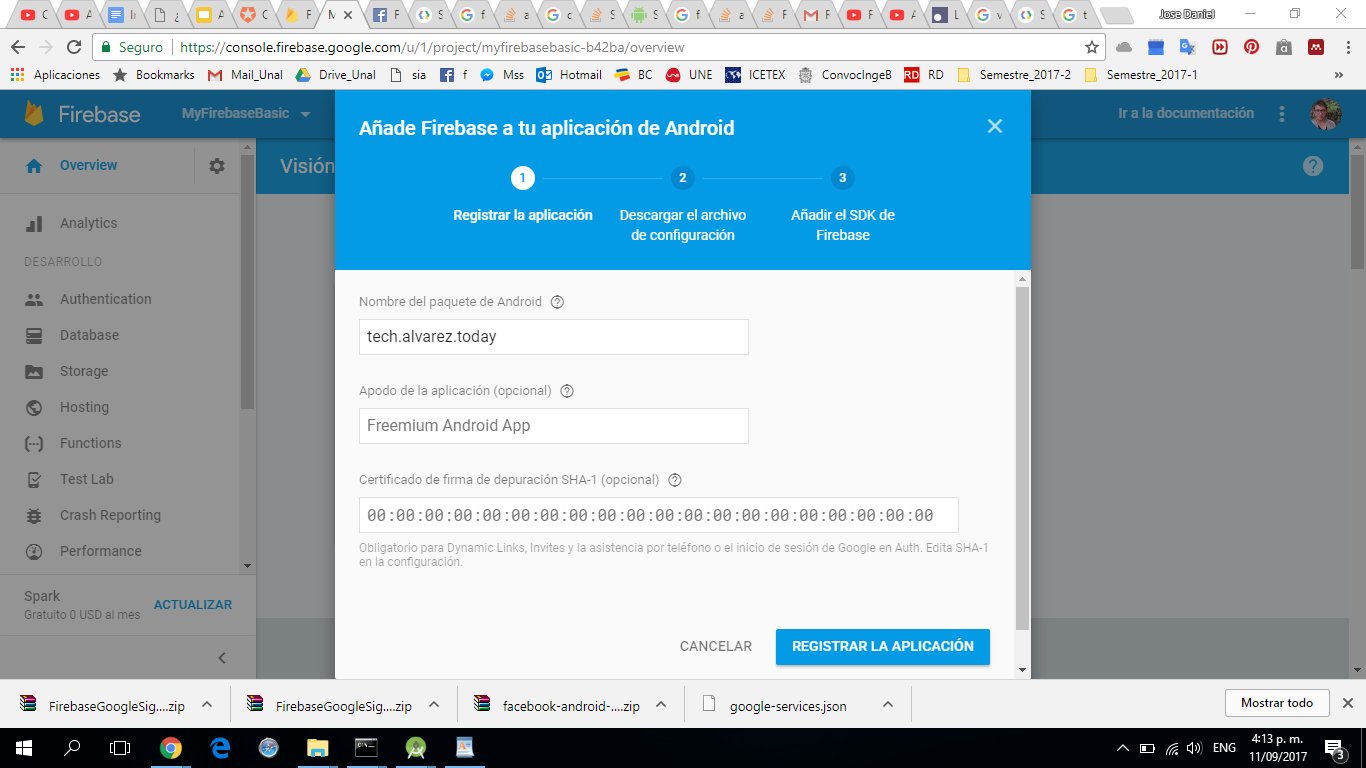 Jose Daniel
Seguro
https://console.firebase.google.com/u/1/project/myfirebasebasic-b42ba/overview
Aplicaciones Bookmarks Mail_Unal Drive_Unal sia f Mss Hotmail BC UNE ICETEX ConvocIngeB RD RD Semestre_2017-2 Semestre_2017-1 »
Firebase MyFirebaseBasic Ir a la documentación
Overview
Visión
Analytics
DESARROLLO
Authentication
Database
Storage
Hosting
Functions
Test Lab
Crash Reporting
Performance
Spark
Gratuito 0 USD al mes
ACTUALIZAR
Añade Firebase a tu aplicación de Android
1 2 3
Registrar la aplicación
Descargar el archivo
de configuración
Añadir el SDK de
Firebase
Nombre del paquete de Android
tech.alvarez.today
Apodo de la aplicación (opcional)
Freemium Android App
Certificado de firma de depuración SHA-1 (opcional)
00:00:00:00:00:00:00:00:00:00:00:00:00:00:00:00:00:00:00:00
Obligatorio para Dynamic Links, Invites y la asistencia por teléfono o el inicio de sesión de Google en Auth. Edita SHA-1
en la configuración.
CANCELAR REGISTRAR LA APLICACIÓN
FirebaseGoogleSig....zip FirebaseGoogleSig....zip facebook-android-....zip google-services.json Mostrar todo
ENG
4:13 p. m.
11/09/2017
3